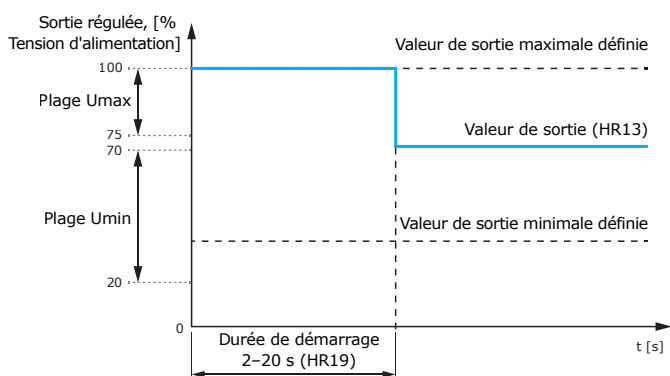 Sortie régulée, [%
Tension d'alimentation]
Valeur de sortie maximale définie
100
Plage Umax
75
Valeur de sortie (HR13)
70
Plage Umin
Valeur de sortie minimale définie
20
0
Durée de démarrage
2–20 s (HR19)
t [s]